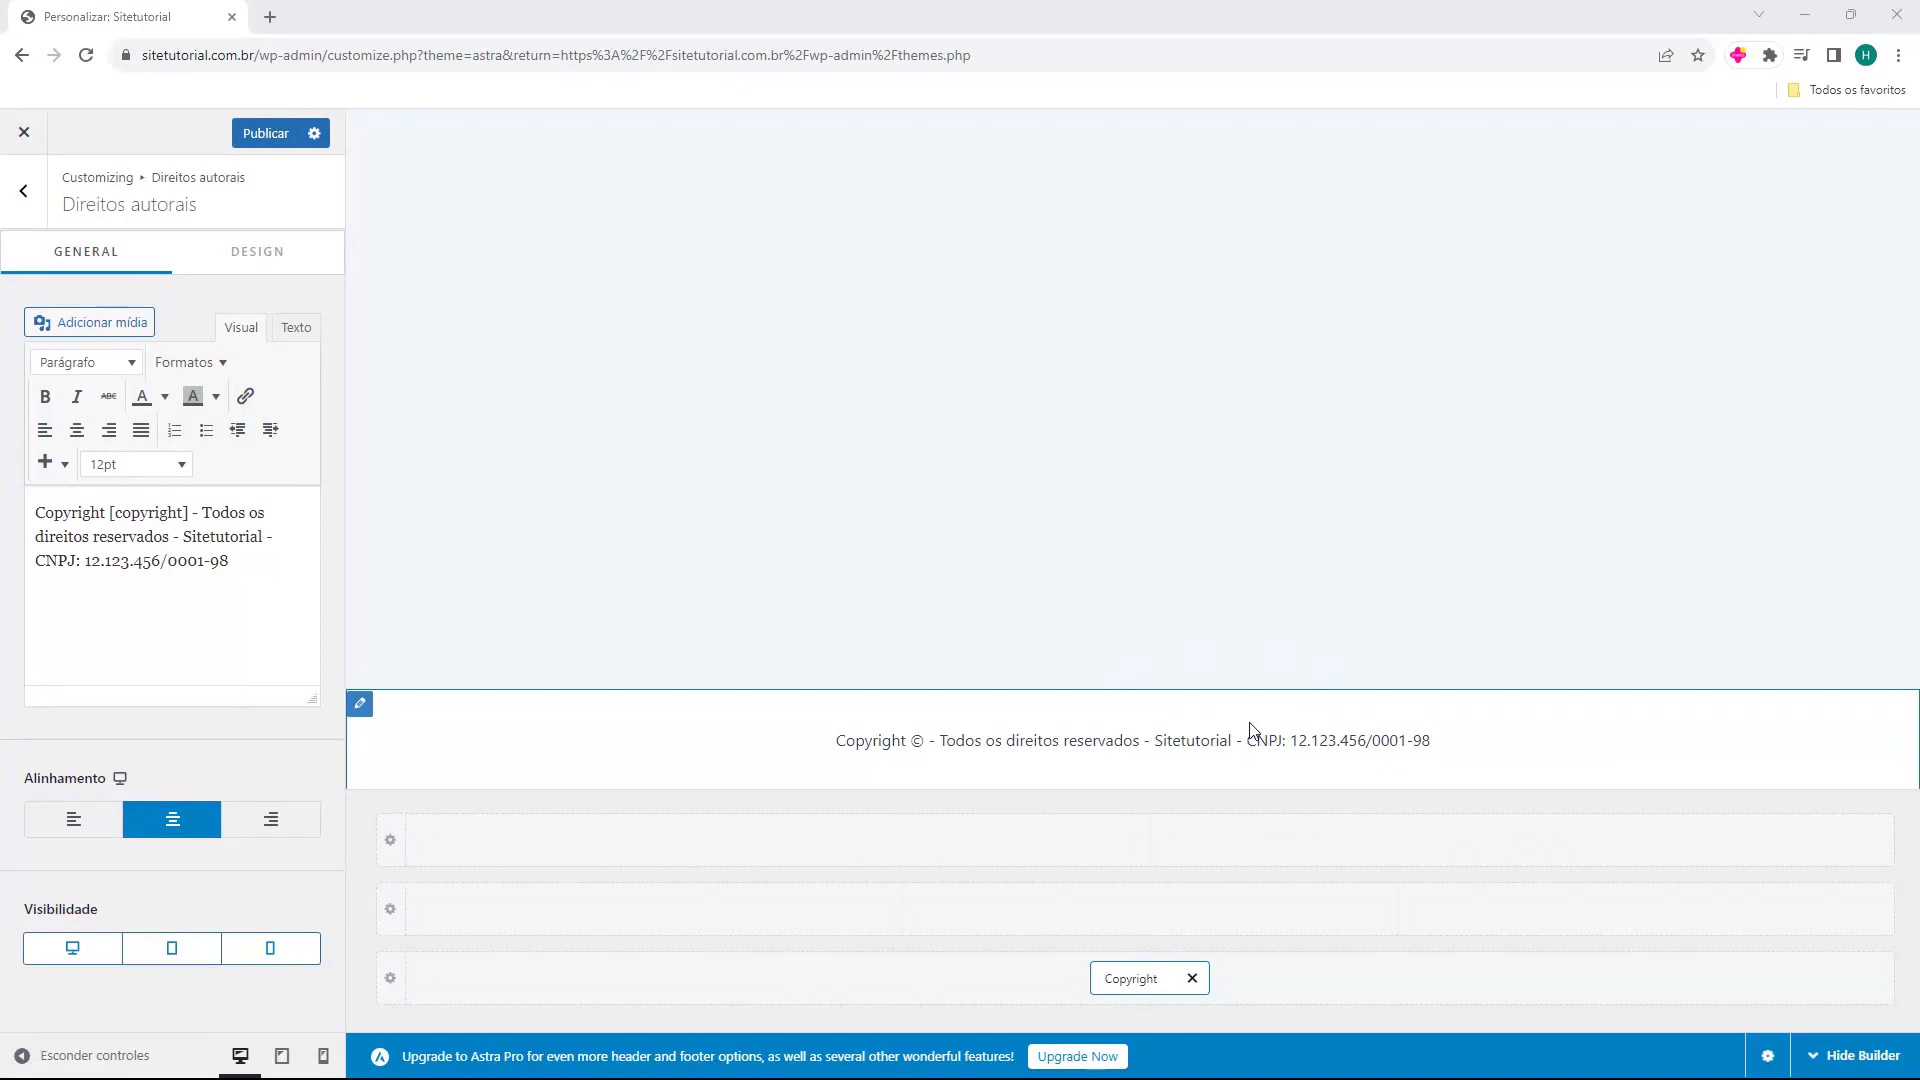 Personalizar: Sitetutorial
sitetutorial.com.br/wp-admin/customize.php?theme=astra&return=https%3A%2F%2Fsitetutorial.com.br%2Fwp-admin%2Fthemes.php
H
Todos os favoritos
Publicar
Customizing ▸ Direitos autorais
Direitos autorais
GENERAL
DESIGN
Adicionar mídia
Visual
Texto
Parágrafo
Formatos
B I ABC A A
12pt
Copyright [copyright] - Todos os
direitos reservados - Sitetutorial -
CNPJ: 12.123.456/0001-98
Copyright © - Todos os direitos reservados - Sitetutorial - CNPJ: 12.123.456/0001-98
Alinhamento
Visibilidade
Copyright
Esconder controles
Upgrade to Astra Pro for even more header and footer options, as well as several other wonderful features!
Upgrade Now
Hide Builder